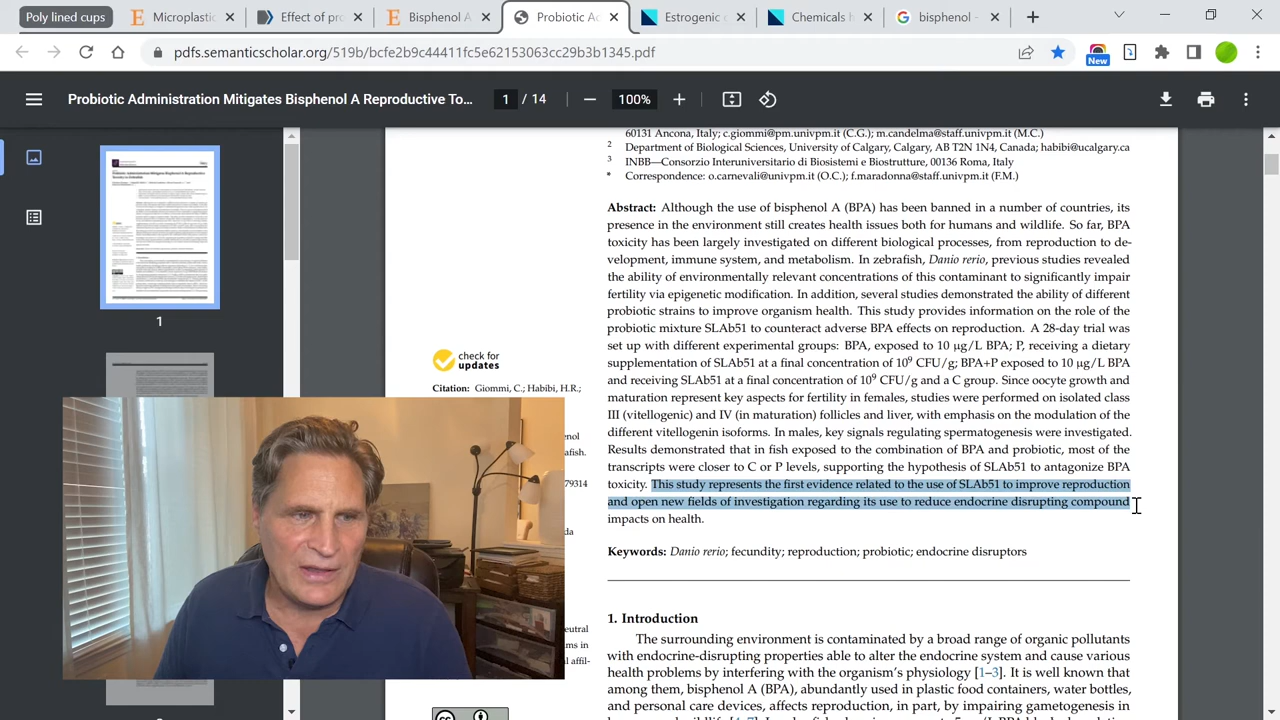 Poly lined cups
Microplastic
Effect of pro
Bisphenol A
Probiotic Ad
Estrogenic c
Chemicals h
bisphenol -
pdfs.semanticscholar.org/519b/bcfe2b9c44411fc5e62153063cc29b3b1345.pdf
New
Probiotic Administration Mitigates Bisphenol A Reproductive To...
1 / 14
100%
60131 Ancona, Italy; c.giommi@pm.univpm.it (C.G.); m.candelma@staff.univpm.it (M.C.)
2 Department of Biological Sciences, University of Calgary, Calgary, AB T2N 1N4, Canada; habibi@ucalgary.ca
3 INBB—Consorzio Interuniversitario di Biosistemi e Biostrutture, 00136 Roma, Italy
* Correspondence: o.carnevali@univpm.it (O.C.); f.maradonna@staff.univpm.it (F.M.)
Abstract: Although the use of bisphenol A (BPA) has been banned in a number of countries, its
presence in the environment still creates health issues both for humans and wildlife. So far, BPA
toxicity has been largely investigated on different biological processes, from reproduction to de-
velopment, immune system, and metabolism. In zebrafish, Danio rerio, previous studies revealed
the ability of environmentally relevant concentrations of this contaminant to significantly impair
fertility via epigenetic modification. In addition, several studies demonstrated the ability of different
probiotic strains to improve organism health. This study provides information on the role of the
probiotic mixture SLAb51 to counteract adverse BPA effects on reproduction. A 28-day trial was
set up with different experimental groups: BPA, exposed to 10 µg/L BPA; P, receiving a dietary
supplementation of SLAb51 at a final concentration of 10⁹ CFU/g; BPA+P exposed to 10 µg/L BPA
and receiving SLAb51 at a final concentration of 10⁹ CFU/g and a C group. Since oocyte growth and
maturation represent key aspects for fertility in females, studies were performed on isolated class
III (vitellogenic) and IV (in maturation) follicles and liver, with emphasis on the modulation of the
different vitellogenin isoforms. In males, key signals regulating spermatogenesis were investigated.
Results demonstrated that in fish exposed to the combination of BPA and probiotic, most of the
transcripts were closer to C or P levels, supporting the hypothesis of SLAb51 to antagonize BPA
toxicity. This study represents the first evidence related to the use of SLAb51 to improve reproduction
and open new fields of investigation regarding its use to reduce endocrine disrupting compound
impacts on health.
Keywords: Danio rerio; fecundity; reproduction; probiotic; endocrine disruptors
1. Introduction
The surrounding environment is contaminated by a broad range of organic pollutants
with endocrine-disrupting properties able to alter the endocrine system and cause various
health problems by interfering with the organism's physiology [1–3]. It is well known that
among them, bisphenol A (BPA), abundantly used in plastic food containers, water bottles,
and personal care devices, affects reproduction, in part, by impairing gametogenesis in
check for
updates
Citation: Giommi, C.; Habibi, H.R.;
enol
afish.
79314
da
eutral
ms in
al affil-
1